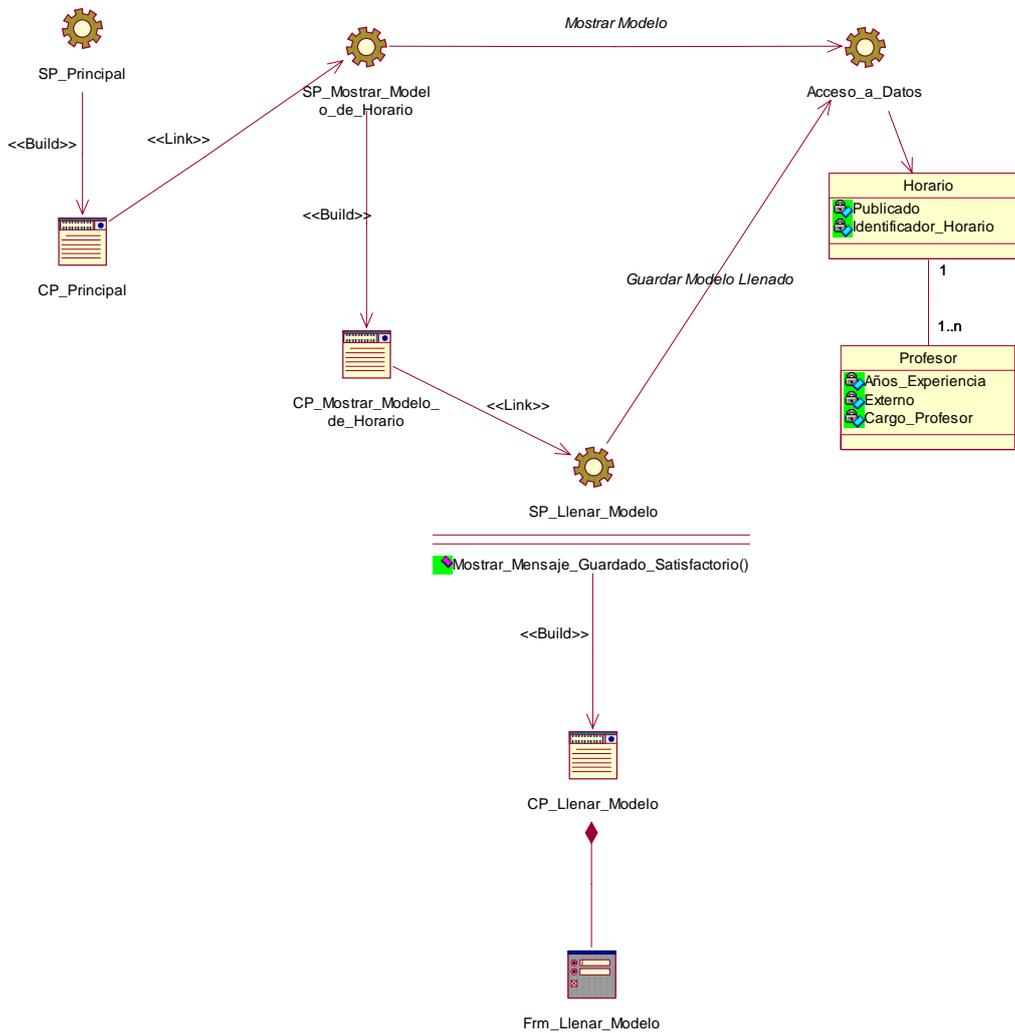 Mostrar Modelo
SP_Principal
SP_Mostrar_Model
o_de_Horario
Acceso_a_Datos
<<Build>>
<<Link>>
Horario
Publicado
Identificador_Horario
<<Build>>
CP_Principal
1
Guardar Modelo Llenado
1..n
Profesor
Años_Experiencia
Externo
Cargo_Profesor
CP_Mostrar_Modelo_
de_Horario
<<Link>>
SP_Llenar_Modelo
Mostrar_Mensaje_Guardado_Satisfactorio()
<<Build>>
CP_Llenar_Modelo
Frm_Llenar_Modelo